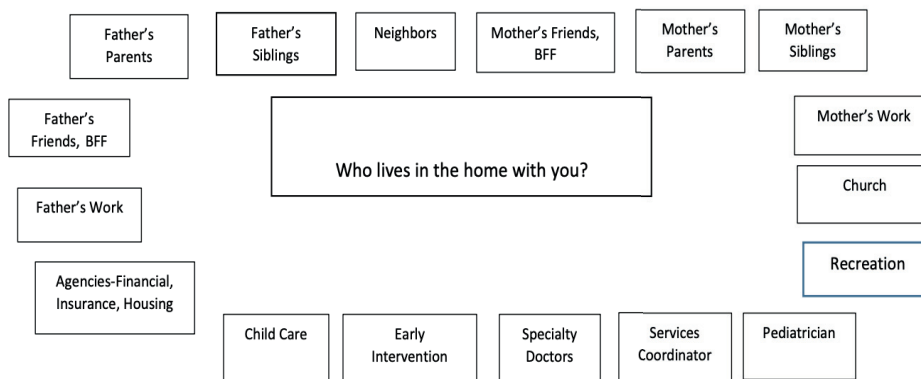 Father's
Parents
Father's
Siblings
Neighbors
Mother's Friends,
BFF
Mother's
Parents
Mother's
Siblings
Father's
Friends, BFF
Who lives in the home with you?
Mother's Work
Church
Father's Work
Recreation
Agencies-Financial,
Insurance, Housing
Child Care
Early
Intervention
Specialty
Doctors
Services
Coordinator
Pediatrician